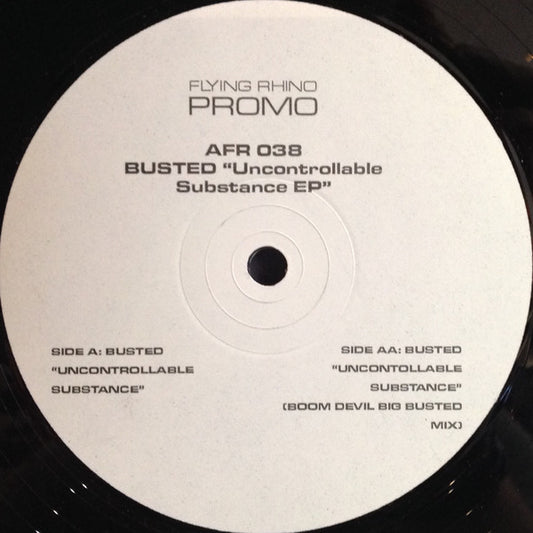 FLYING RHINO
PROMO
AFR 038
BUSTED “Uncontrollable
Substance EP”
SIDE A: BUSTED
“UNCONTROLLABLE
SUBSTANCE”
SIDE AA: BUSTED
“UNCONTOLLABLE
SUBSTANCE”
(BOOM DEVIL BIG BUSTED
MIX)